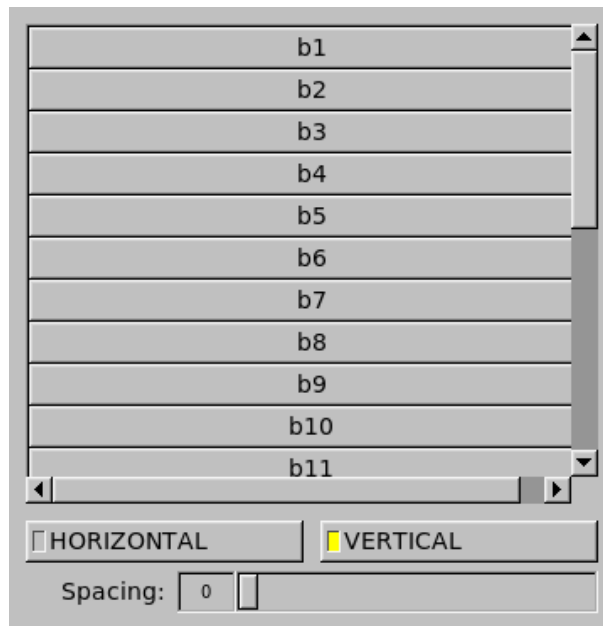 b1
b2
b3
b4
b5
b6
b7
b8
b9
b10
b11
HORIZONTAL VERTICAL
Spacing: 0